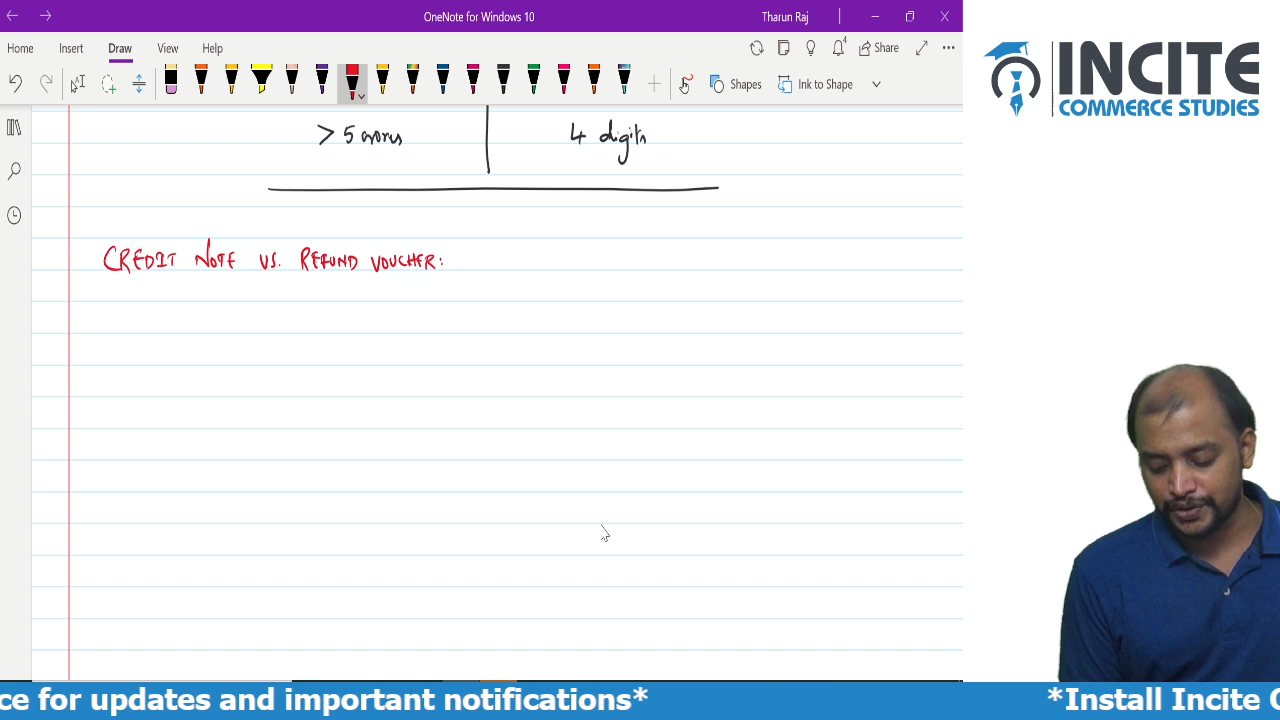 OneNote for Windows 10
Tharun Raj
Home Insert Draw View Help
4
Share
Shapes
Ink to Shape
INCITE
COMMERCE STUDIES
> 5 crores
4 digits
CREDIT NOTE VS. REFUND VOUCHER:
ce for updates and important notifications*
*Install Incite C